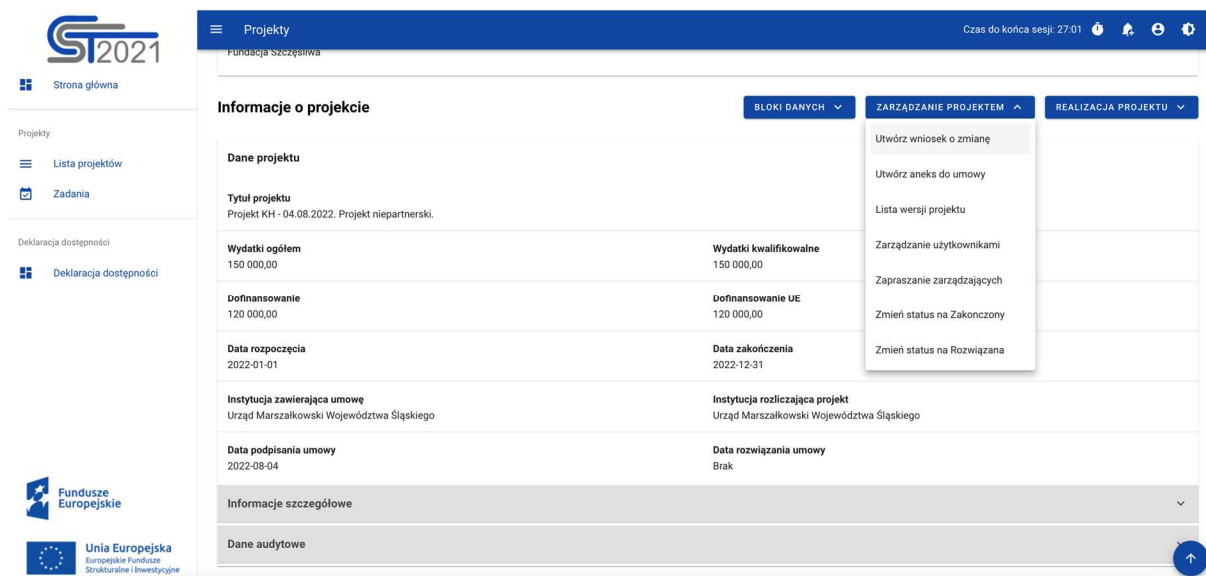 CST2021
Projekty
Czas do końca sesji: 27:01
Strona główna
Projekty
Lista projektów
Zadania
Deklaracja dostępności
Deklaracja dostępności
Fundacja Szczęśliwa
Informacje o projekcie
BLOKI DANYCH
ZARZĄDZANIE PROJEKTEM
REALIZACJA PROJEKTU
Utwórz wniosek o zmianę
Utwórz aneks do umowy
Lista wersji projektu
Zarządzanie użytkownikami
Zapraszanie zarządzających
Zmień status na Zakonczony
Zmień status na Rozwiązana
Dane projektu
Tytuł projektu
Projekt KH - 04.08.2022. Projekt niepartnerski.
Wydatki ogółem
150 000,00
Wydatki kwalifikowalne
150 000,00
Dofinansowanie
120 000,00
Dofinansowanie UE
120 000,00
Data rozpoczęcia
2022-01-01
Data zakończenia
2022-12-31
Instytucja zawierająca umowę
Urząd Marszałkowski Województwa Śląskiego
Instytucja rozliczająca projekt
Urząd Marszałkowski Województwa Śląskiego
Data podpisania umowy
2022-08-04
Data rozwiązania umowy
Brak
Informacje szczegółowe
Dane audytowe
Fundusze
Europejskie
Unia Europejska
Europejskie Fundusze
Strukturalne i Inwestycyjne